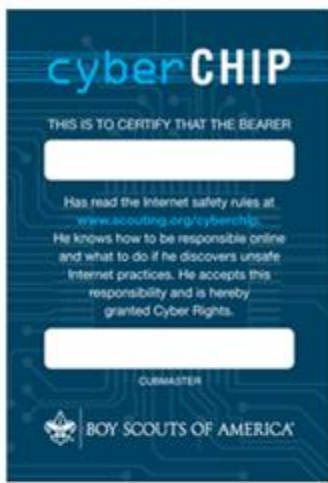 cyberCHIP
THIS IS TO CERTIFY THAT THE BEARER
Has read the Internet safety rules at
www.scouting.org/cyberchip.
He knows how to be responsible online
and what to do if he discovers unsafe
Internet practices. He accepts this
responsibility and is hereby
granted Cyber Rights.
CUBMASTER
BOY SCOUTS OF AMERICA®